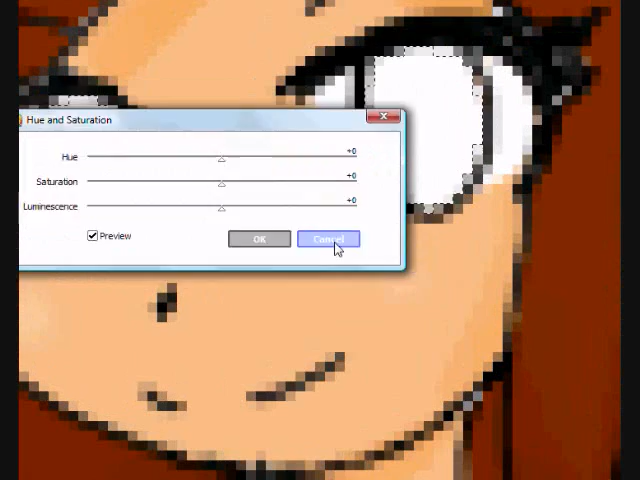 Hue and Saturation
Hue +0
Saturation +0
Luminescence +0
Preview OK Cancel